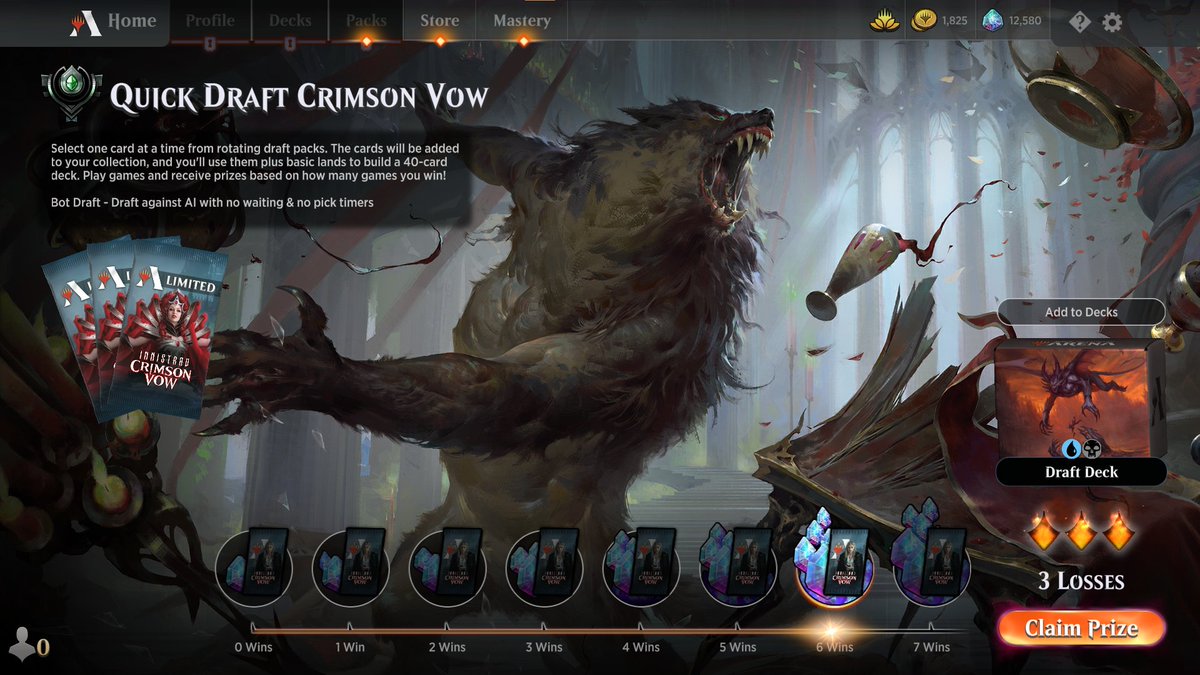 Home
Profile
Decks
Packs
Store
Mastery
1,825
12,580
Quick Draft Crimson Vow
Select one card at a time from rotating draft packs. The cards will be added
to your collection, and you'll use them plus basic lands to build a 40-card
deck. Play games and receive prizes based on how many games you win!
Bot Draft - Draft against AI with no waiting & no pick timers
LIMITED
INNISTRAD
CRIMSON
VOW
Add to Decks
ARENA
Draft Deck
3 Losses
Claim Prize
0 Wins
1 Win
2 Wins
3 Wins
4 Wins
5 Wins
6 Wins
7 Wins
0